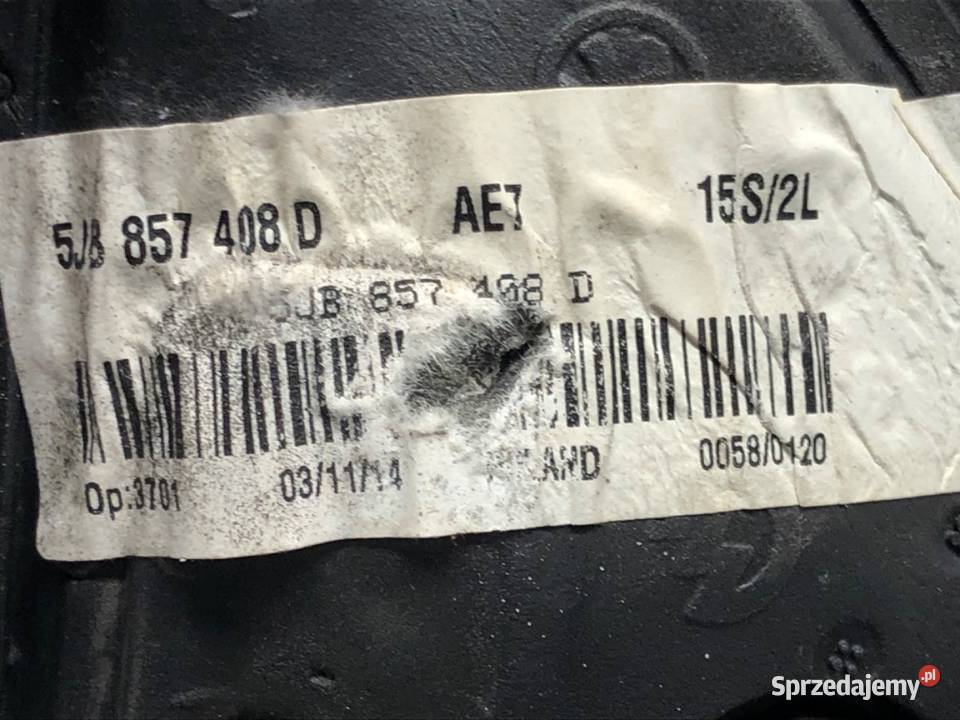 5JB 857 408 D AE7 15S/2L
5JB 857 408 D
Op:3701 03/11/14 0058/0120
Sprzedajemy.pl